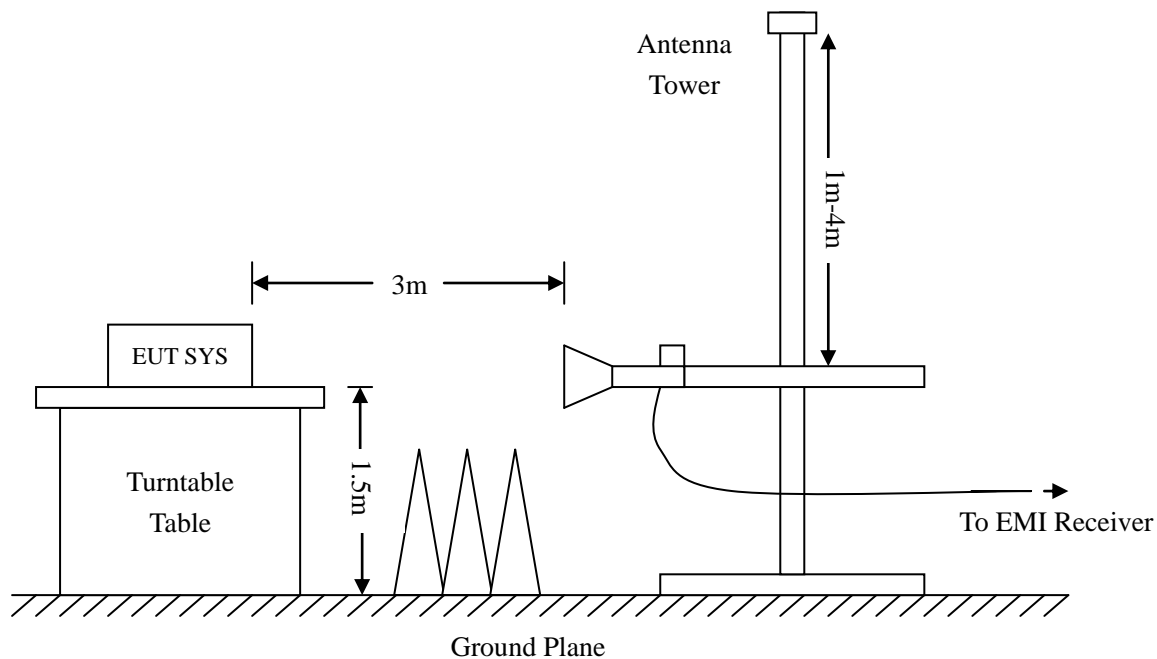 Antenna
Tower
1m-4m
3m
EUT SYS
1.5m
Turntable
Table
To EMI Receiver
Ground Plane